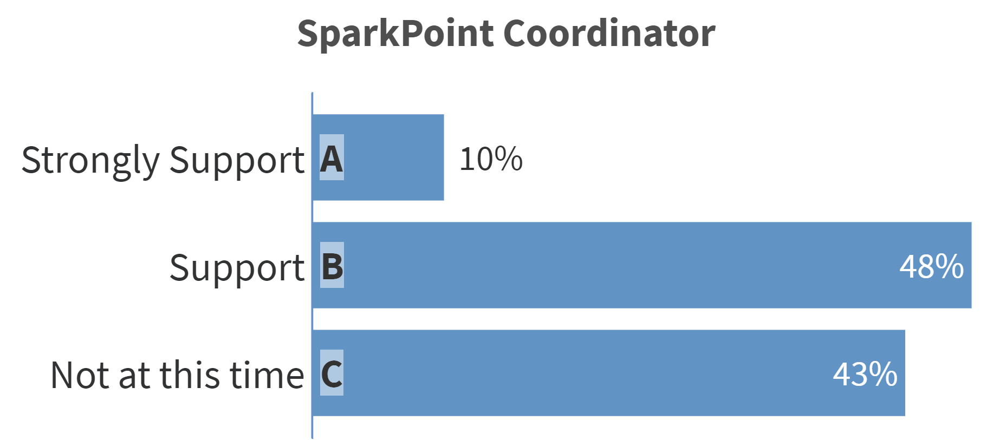 SparkPoint Coordinator
Strongly Support A 10%
Support B 48%
Not at this time C 43%